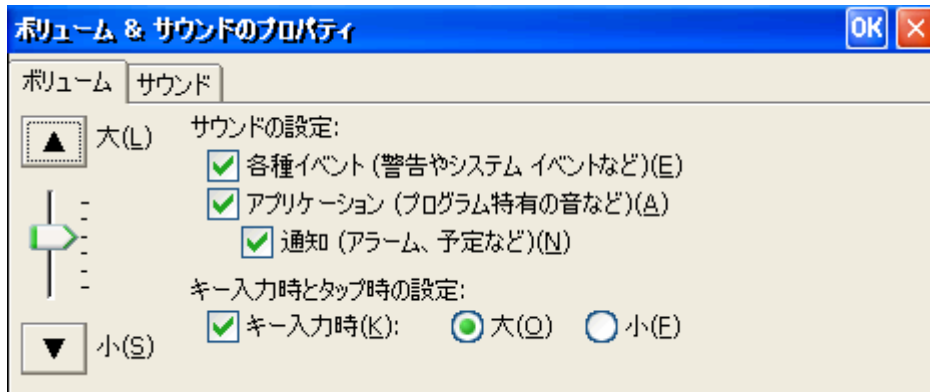 ボリューム & サウンドのプロパティ OK
ボリューム サウンド
大(L)
サウンドの設定:
各種イベント (警告やシステム イベントなど)(E)
アプリケーション (プログラム特有の音など)(A)
通知 (アラーム、予定など)(N)
キー入力時とタップ時の設定:
キー入力時(K): 大(O) 小(F)
小(S)